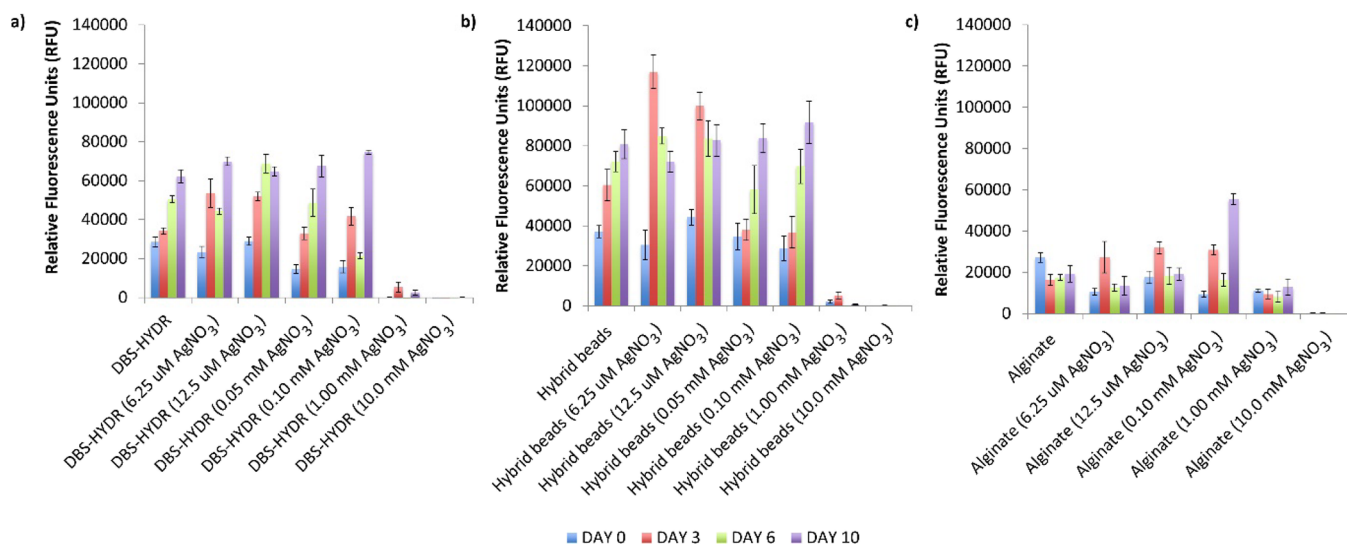 a)
Relative Fluorescence Units (RFU)
140000
120000
100000
80000
60000
40000
20000
0
DBS-HYDR
DBS-HYDR (6.25 uM AgNO3)
DBS-HYDR (12.5 uM AgNO3)
DBS-HYDR (0.05 mM AgNO3)
DBS-HYDR (0.10 mM AgNO3)
DBS-HYDR (1.00 mM AgNO3)
DBS-HYDR (10.0 mM AgNO3)
b)
Relative Fluorescence Units (RFU)
140000
120000
100000
80000
60000
40000
20000
0
Hybrid beads
Hybrid beads (6.25 uM AgNO3)
Hybrid beads (12.5 uM AgNO3)
Hybrid beads (0.05 mM AgNO3)
Hybrid beads (0.10 mM AgNO3)
Hybrid beads (1.00 mM AgNO3)
Hybrid beads (10.0 mM AgNO3)
c)
Relative Fluorescence Units (RFU)
140000
120000
100000
80000
60000
40000
20000
0
Alginate
Alginate (6.25 uM AgNO3)
Alginate (12.5 uM AgNO3)
Alginate (0.10 mM AgNO3)
Alginate (1.00 mM AgNO3)
Alginate (10.0 mM AgNO3)
DAY 0 DAY 3 DAY 6 DAY 10